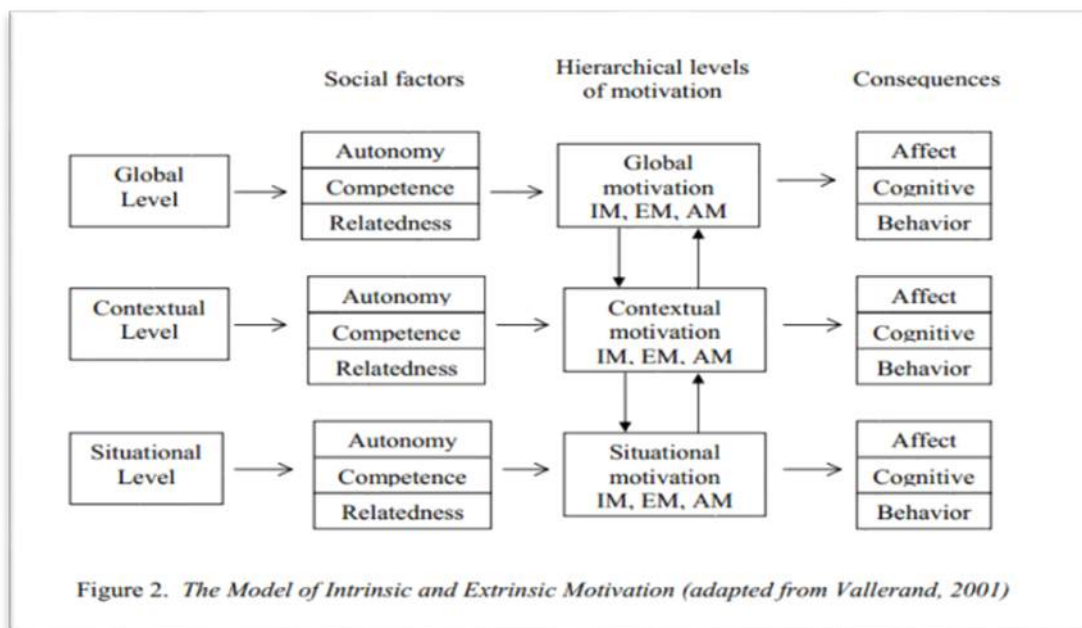 Social factors
Hierarchical levels
of motivation
Consequences
Global
Level
Autonomy
Competence
Relatedness
Global
motivation
IM, EM, AM
Affect
Cognitive
Behavior
Contextual
Level
Autonomy
Competence
Relatedness
Contextual
motivation
IM, EM, AM
Affect
Cognitive
Behavior
Situational
Level
Autonomy
Competence
Relatedness
Situational
motivation
IM, EM, AM
Affect
Cognitive
Behavior
Figure 2. The Model of Intrinsic and Extrinsic Motivation (adapted from Vallerand, 2001)